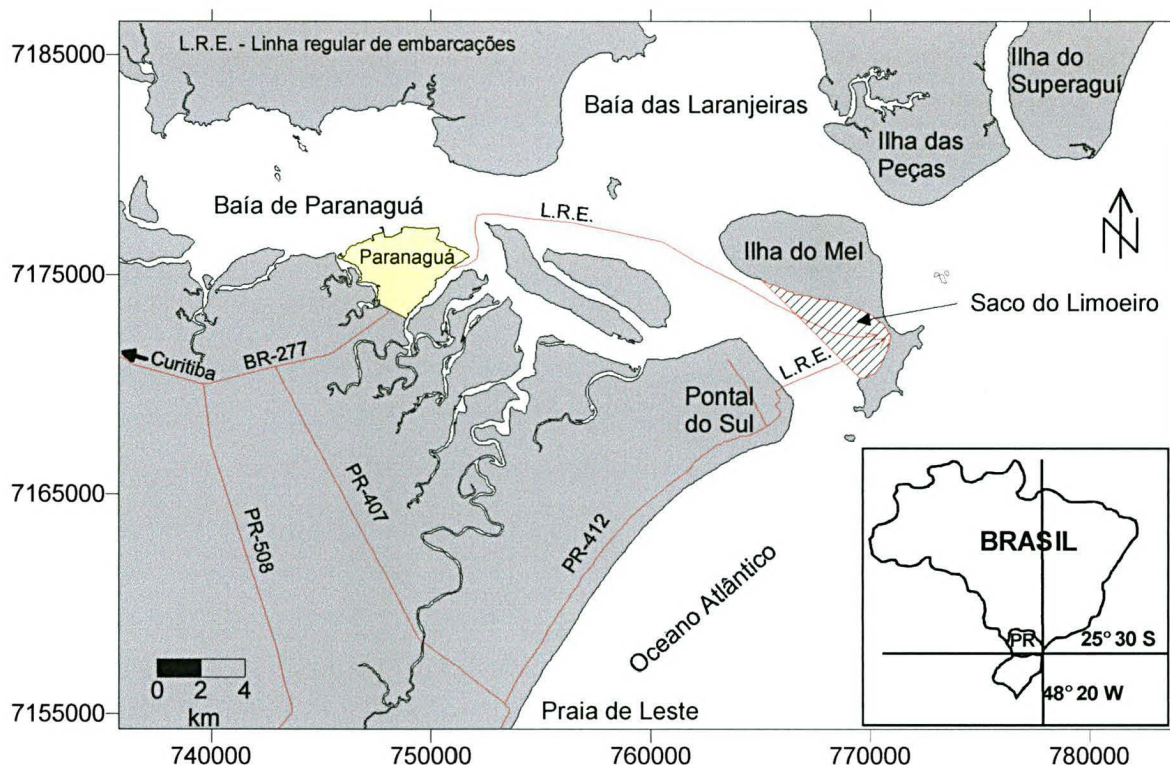 7185000
7175000
7165000
7155000
740000
750000
760000
770000
780000
L.R.E. - Linha regular de embarcações
Baía das Laranjeiras
Ilha do
Superaguí
Ilha das
Peças
Baía de Paranaguá
L.R.E.
N
Paranaguá
Ilha do Mel
Saco do Limoeiro
Curitiba
BR-277
L.R.E.
Pontal
do Sul
PR-508
PR-407
PR-412
Oceano Atlântico
Praia de Leste
0 2 4
km
BRASIL
PR
25° 30 S
48° 20 W